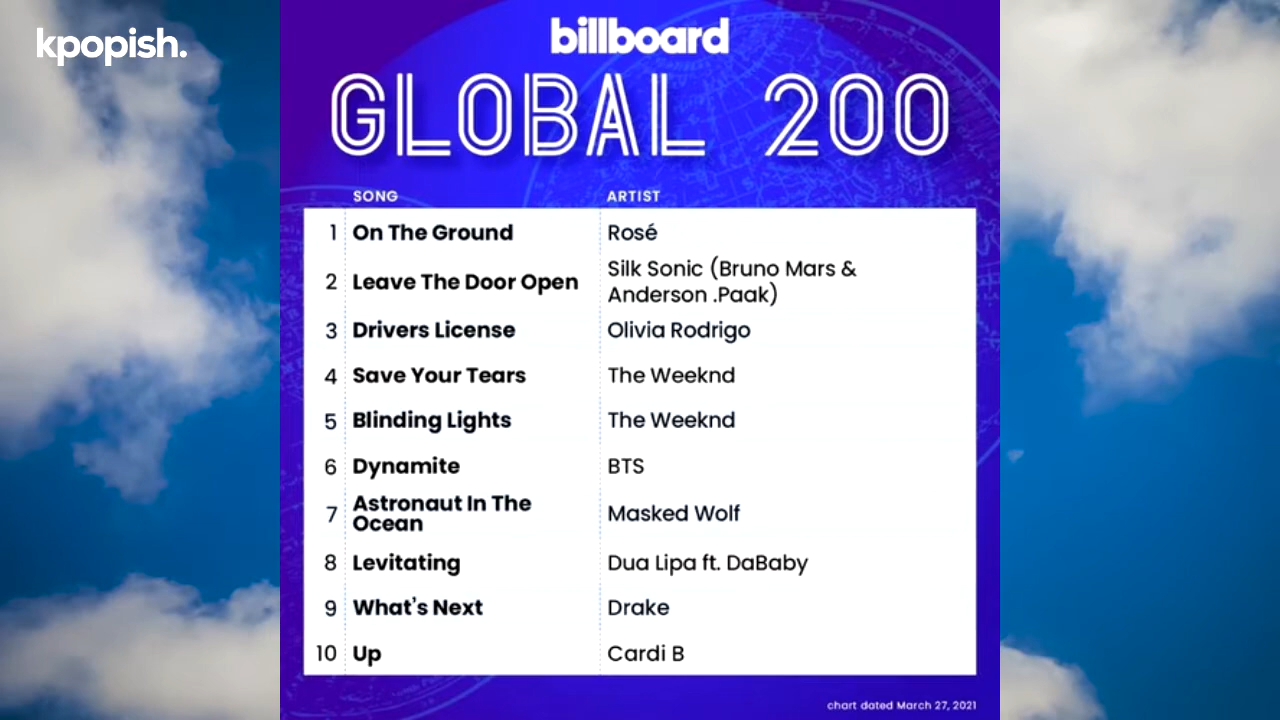 kpopish.
billboard
GLOBAL 200
SONG ARTIST
1 On The Ground Rosé
2 Leave The Door Open Silk Sonic (Bruno Mars &
Anderson .Paak)
3 Drivers License Olivia Rodrigo
4 Save Your Tears The Weeknd
5 Blinding Lights The Weeknd
6 Dynamite BTS
7 Astronaut In The
Ocean Masked Wolf
8 Levitating Dua Lipa ft. DaBaby
9 What's Next Drake
10 Up Cardi B
chart dated March 27, 2021